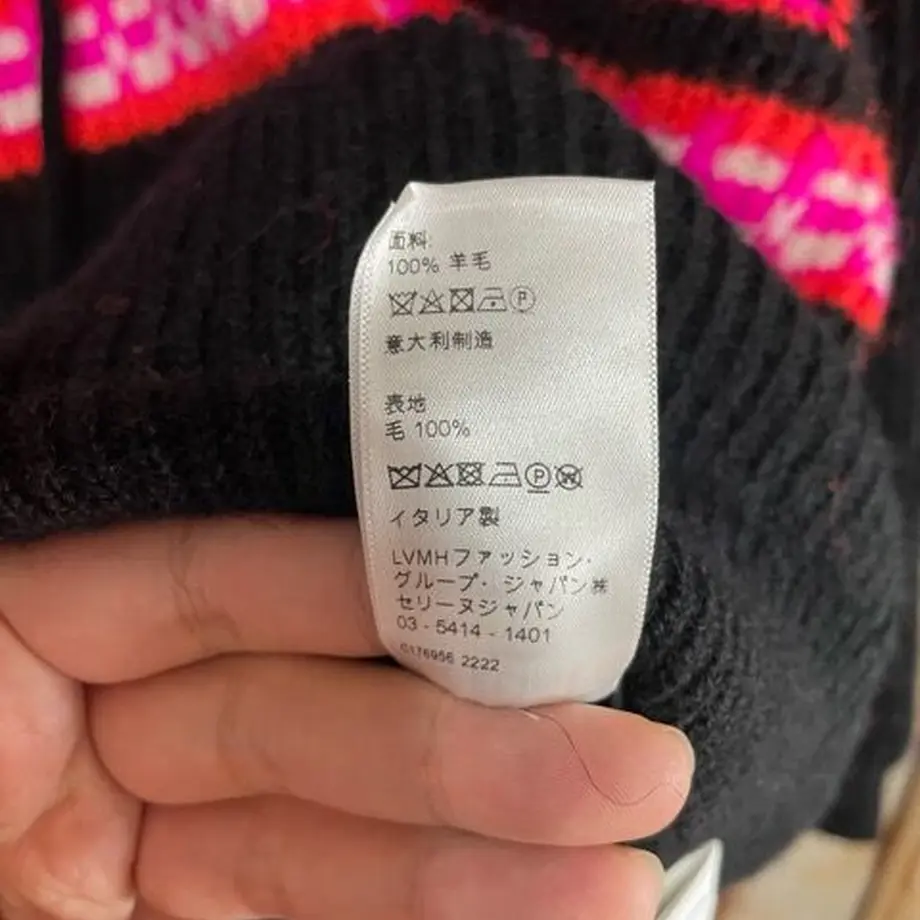 面料:
100% 羊毛
P
意大利制造
表地
毛 100%
P W
イタリア製
LVMHファッション·
グループ· ジャパン㈱
セリーヌジャパン
03 - 5414 - 1401
2222